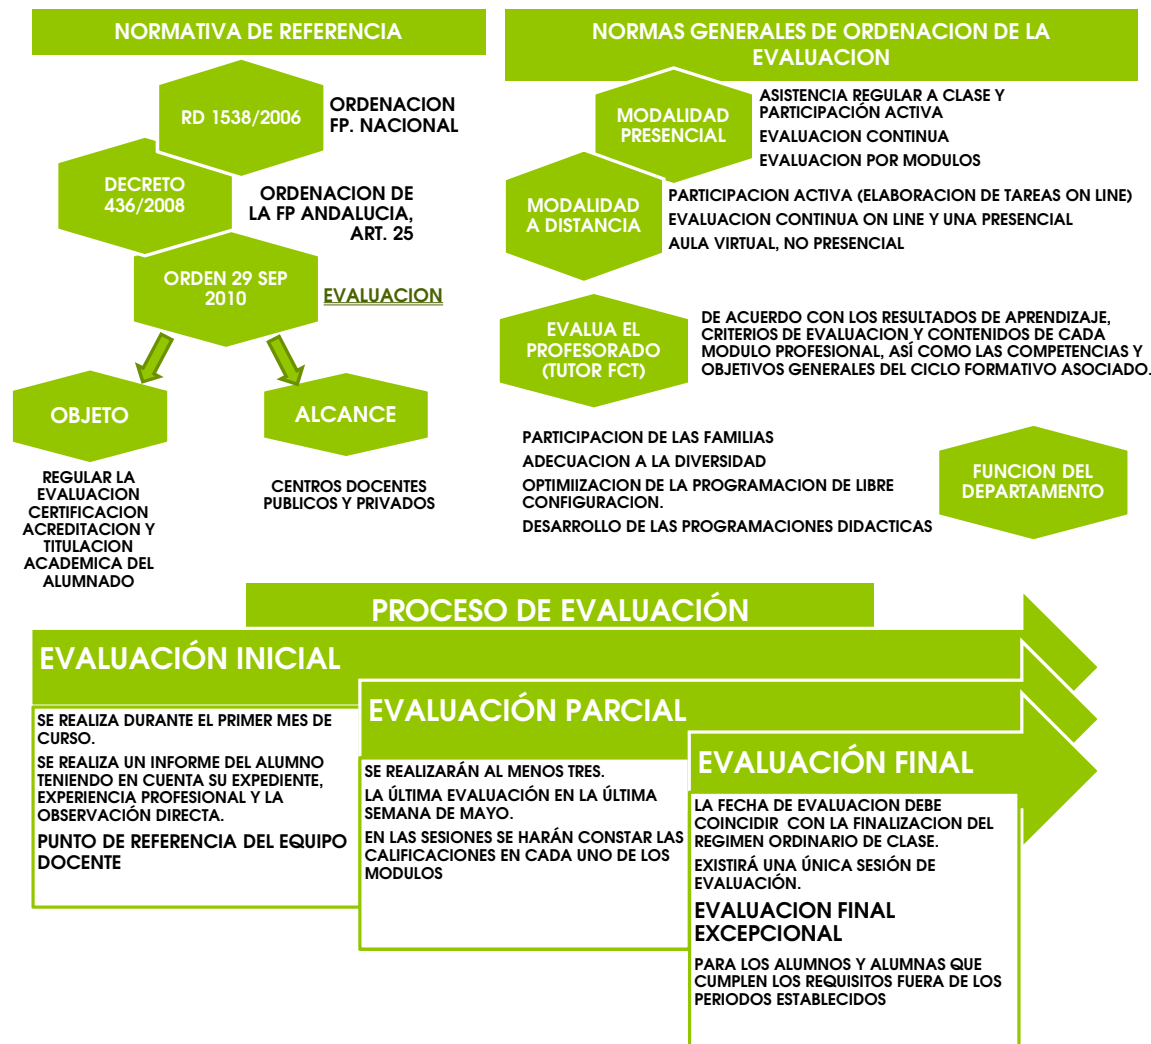 NORMATIVA DE REFERENCIA
RD 1538/2006
ORDENACION
FP. NACIONAL
DECRETO
436/2008
ORDENACION DE
LA FP ANDALUCIA,
ART. 25
ORDEN 29 SEP
2010
EVALUACION
OBJETO
ALCANCE
REGULAR LA
EVALUACION
CERTIFICACION
ACREDITACION Y
TITULACION
ACADEMICA DEL
ALUMNADO
CENTROS DOCENTES
PUBLICOS Y PRIVADOS
NORMAS GENERALES DE ORDENACION DE LA
EVALUACION
MODALIDAD
PRESENCIAL
ASISTENCIA REGULAR A CLASE Y
PARTICIPACIÓN ACTIVA
EVALUACION CONTINUA
EVALUACION POR MODULOS
MODALIDAD
A DISTANCIA
PARTICIPACION ACTIVA (ELABORACION DE TAREAS ON LINE)
EVALUACION CONTINUA ON LINE Y UNA PRESENCIAL
AULA VIRTUAL, NO PRESENCIAL
EVALUA EL
PROFESORADO
(TUTOR FCT)
DE ACUERDO CON LOS RESULTADOS DE APRENDIZAJE,
CRITERIOS DE EVALUACION Y CONTENIDOS DE CADA
MODULO PROFESIONAL, ASÍ COMO LAS COMPETENCIAS Y
OBJETIVOS GENERALES DEL CICLO FORMATIVO ASOCIADO.
PARTICIPACION DE LAS FAMILIAS
ADECUACION A LA DIVERSIDAD
OPTIMIIZACION DE LA PROGRAMACION DE LIBRE
CONFIGURACION.
DESARROLLO DE LAS PROGRAMACIONES DIDACTICAS
FUNCION DEL
DEPARTAMENTO
PROCESO DE EVALUACIÓN
EVALUACIÓN INICIAL
SE REALIZA DURANTE EL PRIMER MES DE
CURSO.
SE REALIZA UN INFORME DEL ALUMNO
TENIENDO EN CUENTA SU EXPEDIENTE,
EXPERIENCIA PROFESIONAL Y LA
OBSERVACIÓN DIRECTA.
PUNTO DE REFERENCIA DEL EQUIPO
DOCENTE
EVALUACIÓN PARCIAL
SE REALIZARÁN AL MENOS TRES.
LA ÚLTIMA EVALUACIÓN EN LA ÚLTIMA
SEMANA DE MAYO.
EN LAS SESIONES SE HARÁN CONSTAR LAS
CALIFICACIONES EN CADA UNO DE LOS
MODULOS
EVALUACIÓN FINAL
LA FECHA DE EVALUACION DEBE
COINCIDIR CON LA FINALIZACION DEL
REGIMEN ORDINARIO DE CLASE.
EXISTIRÁ UNA ÚNICA SESIÓN DE
EVALUACIÓN.
EVALUACION FINAL
EXCEPCIONAL
PARA LOS ALUMNOS Y ALUMNAS QUE
CUMPLEN LOS REQUISITOS FUERA DE LOS
PERIODOS ESTABLECIDOS